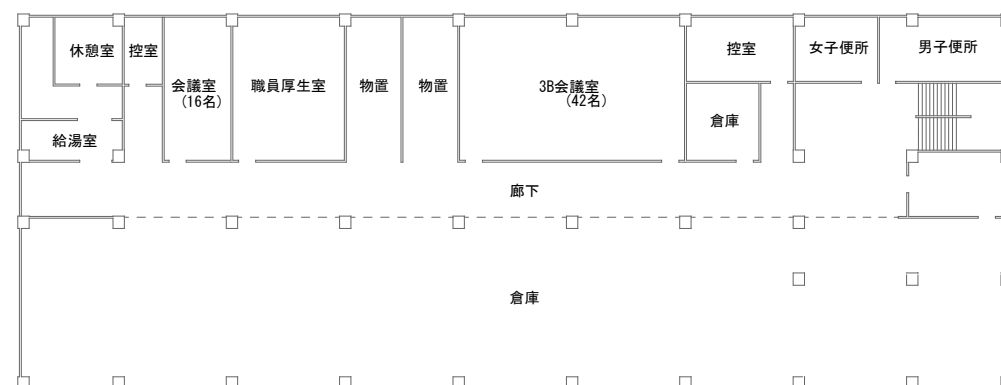 休憩室
控室
会議室
(16名)
職員厚生室
物置
物置
3B会議室
(42名)
控室
女子便所
男子便所
倉庫
給湯室
廊下
倉庫